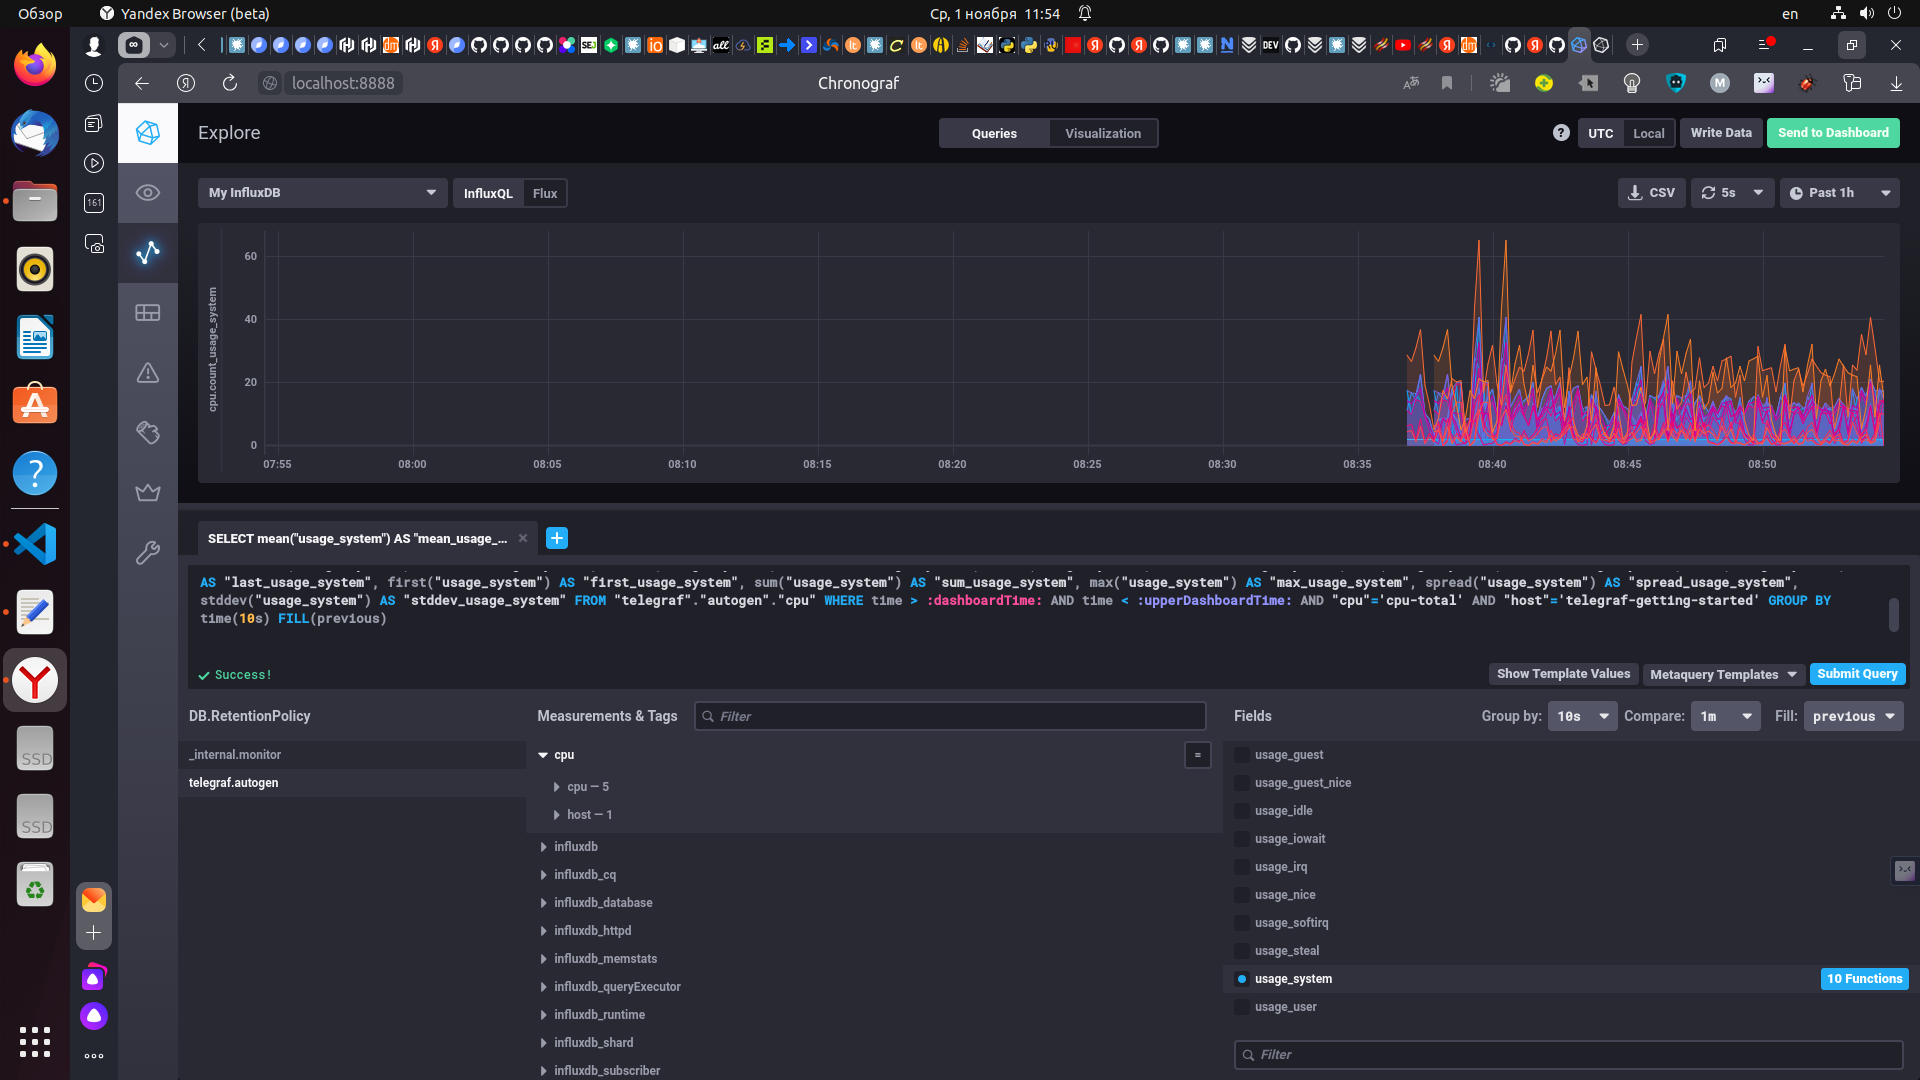 Обзор
Yandex Browser (beta)
Ср, 1 ноября 11:54
en
localhost:8888
Chronograf
161
Explore
Queries
Visualization
UTC
Local
Write Data
Send to Dashboard
My InfluxDB
InfluxQL
Flux
CSV
5s
Past 1h
cpu.count_usage_system
60
40
20
0
07:55
08:00
08:05
08:10
08:15
08:20
08:25
08:30
08:35
08:40
08:45
08:50
SELECT mean("usage_system") AS "mean_usage_...
AS "last_usage_system", first("usage_system") AS "first_usage_system", sum("usage_system") AS "sum_usage_system", max("usage_system") AS "max_usage_system", spread("usage_system") AS "spread_usage_system",
stddev("usage_system") AS "stddev_usage_system" FROM "telegraf"."autogen"."cpu" WHERE time > :dashboardTime: AND time < :upperDashboardTime: AND "cpu"='cpu-total' AND "host"='telegraf-getting-started' GROUP BY
time(10s) FILL(previous)
Success!
Show Template Values
Metaquery Templates
Submit Query
DB.RetentionPolicy
_internal.monitor
telegraf.autogen
Measurements & Tags
Filter
cpu
=
cpu — 5
host — 1
influxdb
influxdb_cq
influxdb_database
influxdb_httpd
influxdb_memstats
influxdb_queryExecutor
influxdb_runtime
influxdb_shard
influxdb_subscriber
Fields
Group by:
10s
Compare:
1m
Fill:
previous
usage_guest
usage_guest_nice
usage_idle
usage_iowait
usage_irq
usage_nice
usage_softirq
usage_steal
usage_system
10 Functions
usage_user
Filter
SSD
SSD